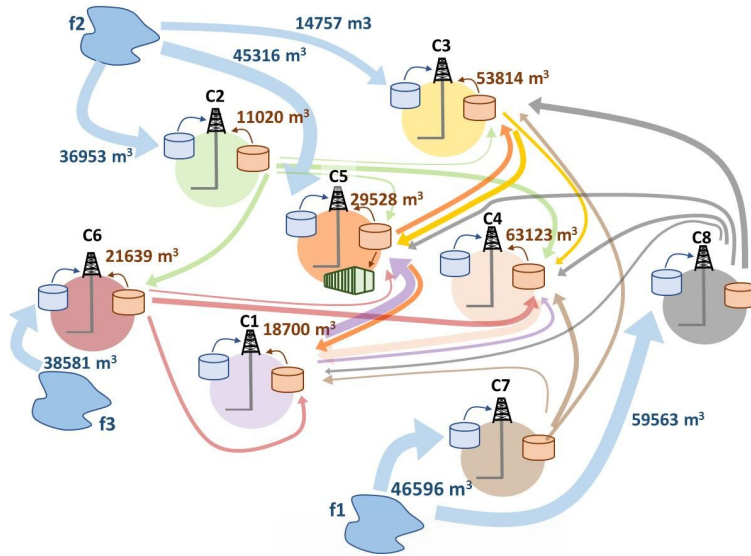 f2
14757 m3
45316 m³
C3
53814 m³
C2
11020 m³
36953 m³
C5
29528 m³
C4
63123 m³
C8
C6
21639 m³
C1
18700 m³
38581 m³
f3
C7
59563 m³
46596 m³
f1